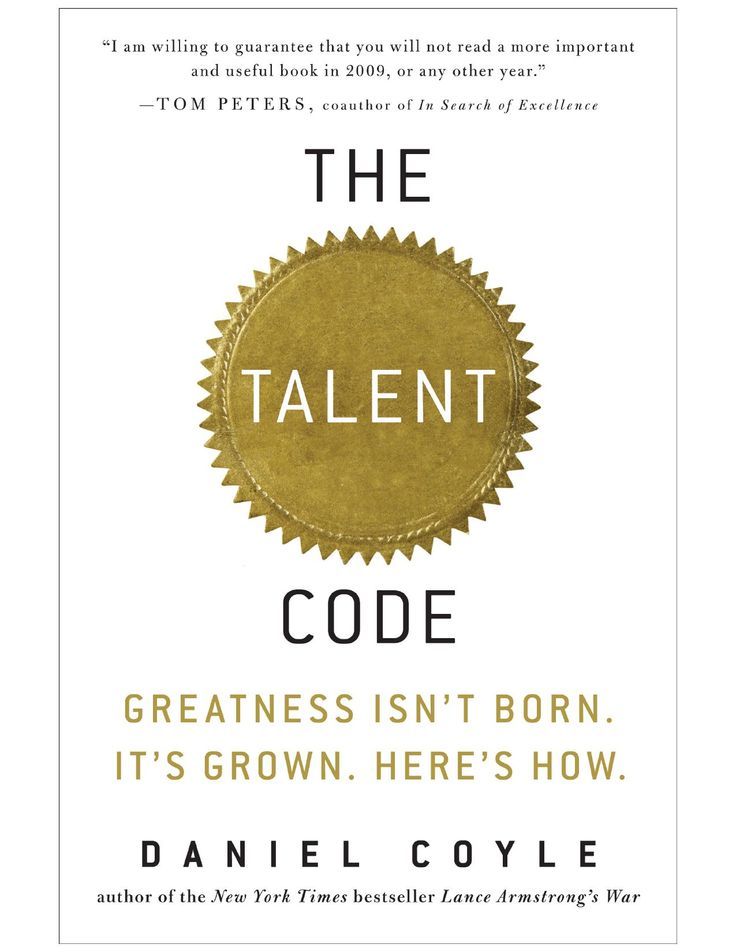 “I am willing to guarantee that you will not read a more important
and useful book in 2009, or any other year.”
—TOM PETERS, coauthor of In Search of Excellence
THE
TALENT
CODE
GREATNESS ISN’T BORN.
IT’S GROWN. HERE’S HOW.
DANIEL COYLE
author of the New York Times bestseller Lance Armstrong’s War